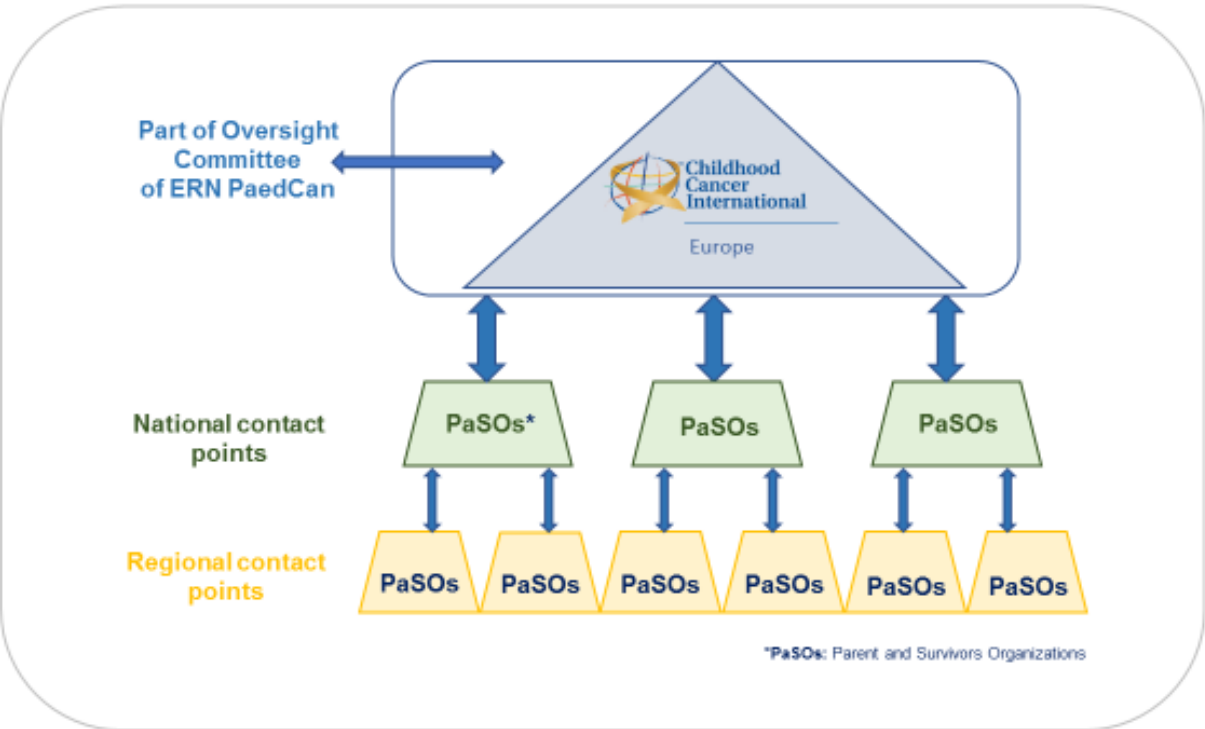 Part of Oversight
Committee
of ERN PaedCan
Childhood
Cancer
International
Europe
National contact
points
PaSOs*
PaSOs
PaSOs
Regional contact
points
PaSOs
PaSOs
PaSOs
PaSOs
PaSOs
PaSOs
*PaSOs: Parent and Survivors Organizations